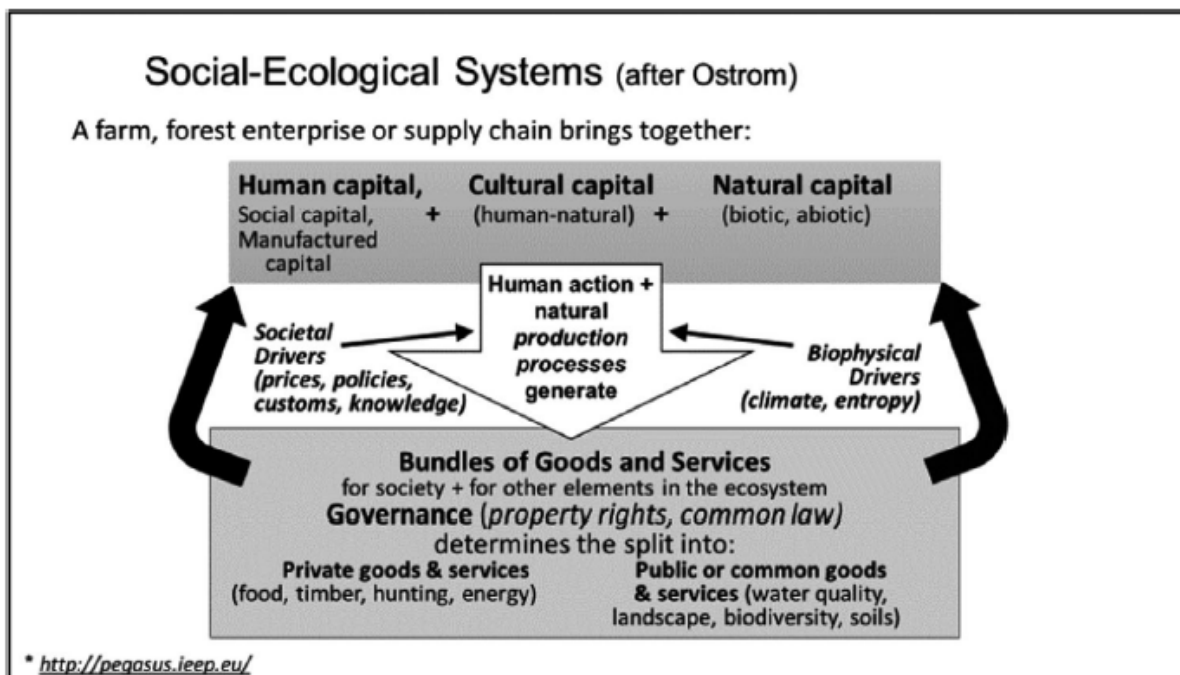 Social-Ecological Systems (after Ostrom)
A farm, forest enterprise or supply chain brings together:
Human capital,
Social capital,
Manufactured
capital
+
Cultural capital
(human-natural)
+
Natural capital
(biotic, abiotic)
Human action +
natural
production
processes
generate
Societal
Drivers
(prices, policies,
customs, knowledge)
Biophysical
Drivers
(climate, entropy)
Bundles of Goods and Services
for society + for other elements in the ecosystem
Governance (property rights, common law)
determines the split into:
Private goods & services
(food, timber, hunting, energy)
Public or common goods
& services (water quality,
landscape, biodiversity, soils)
* http://pegasus.ieep.eu/